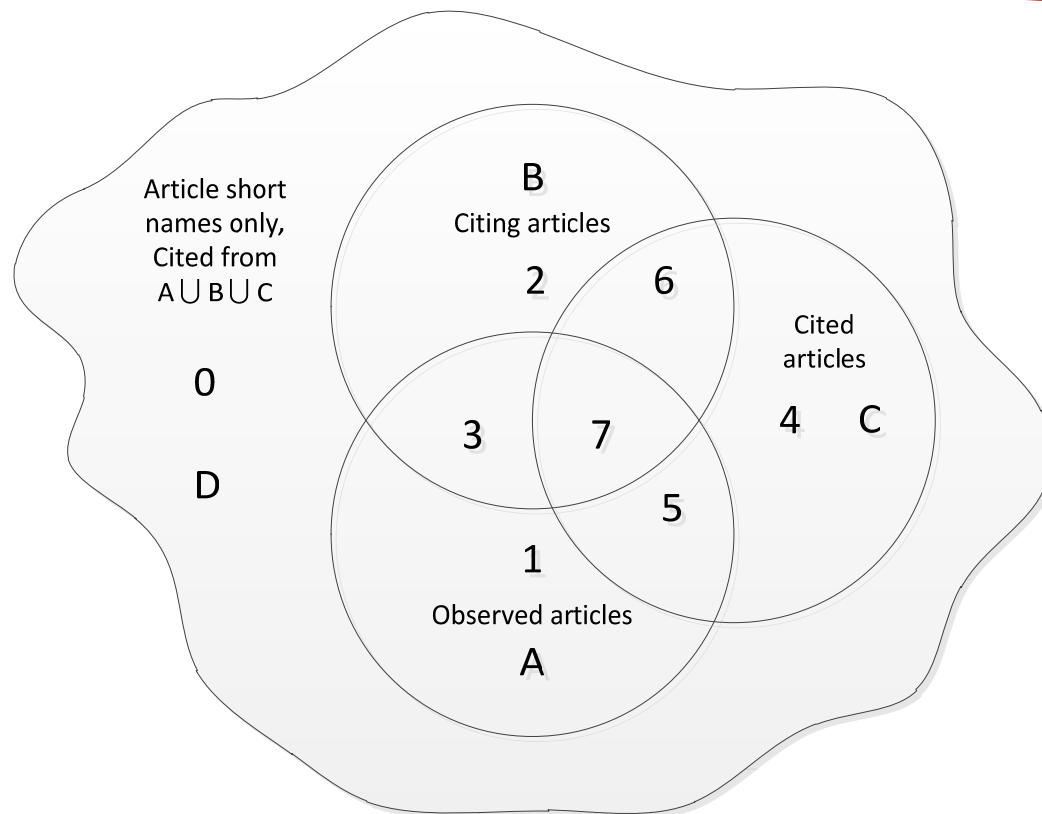 B
Citing articles
2
6
Article short
names only,
Cited from
A ⋃ B ⋃ C
0
D
Cited
articles
4 C
3
7
5
1
Observed articles
A